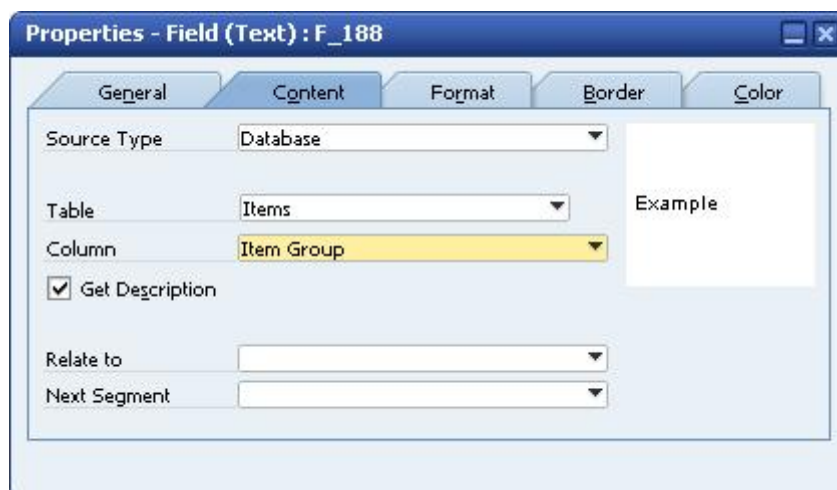 Properties - Field (Text) : F_188
General Content Format Border Color
Source Type Database
Table Items
Example
Column Item Group
Get Description
Relate to
Next Segment